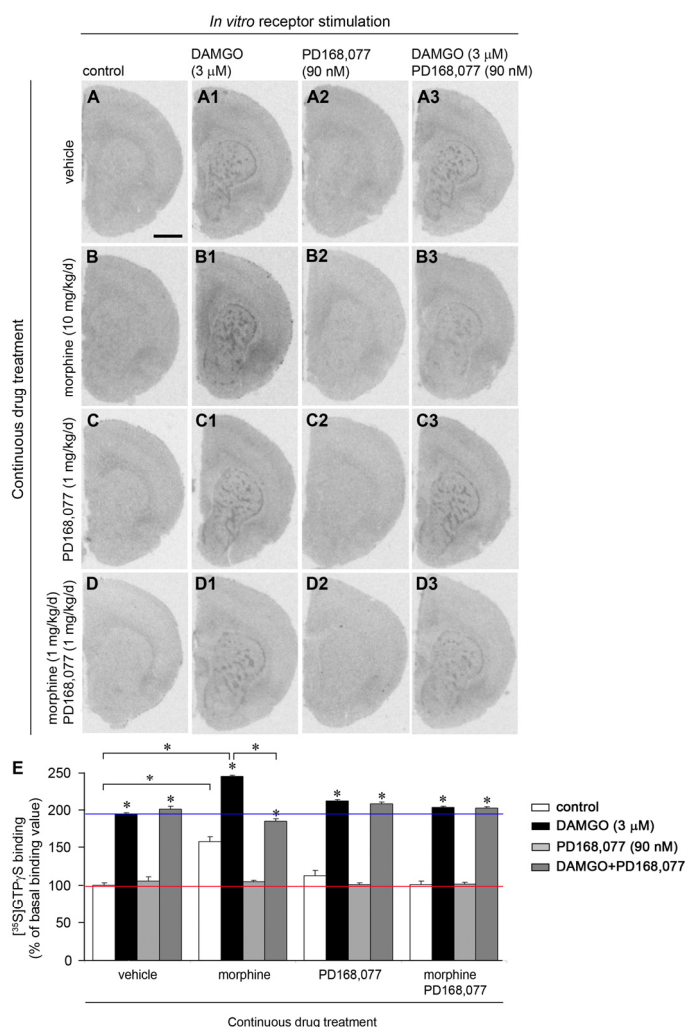 In vitro receptor stimulation
control
DAMGO
(3 µM)
PD168,077
(90 nM)
DAMGO (3 µM)
PD168,077 (90 nM)
Continuous drug treatment
vehicle
A
A1
A2
A3
morphine (10 mg/kg/d)
B
B1
B2
B3
PD168,077 (1 mg/kg/d)
C
C1
C2
C3
morphine (1 mg/kg/d)
PD168,077 (1 mg/kg/d)
D
D1
D2
D3
E
[³⁵S]GTPγS binding
(% of basal binding value)
250
200
150
100
50
0
* *
*
* * * * * * * *
control
DAMGO (3 µM)
PD168,077 (90 nM)
DAMGO+PD168,077
vehicle
morphine
PD168,077
morphine
PD168,077
Continuous drug treatment